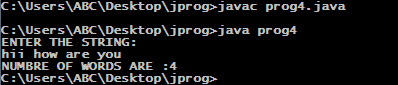 C:\Users\ABC\Desktop\jprog>javac prog4.java
C:\Users\ABC\Desktop\jprog>java prog4
ENTER THE STRING:
hii how are you
NUMBRE OF WORDS ARE :4
C:\Users\ABC\Desktop\jprog>